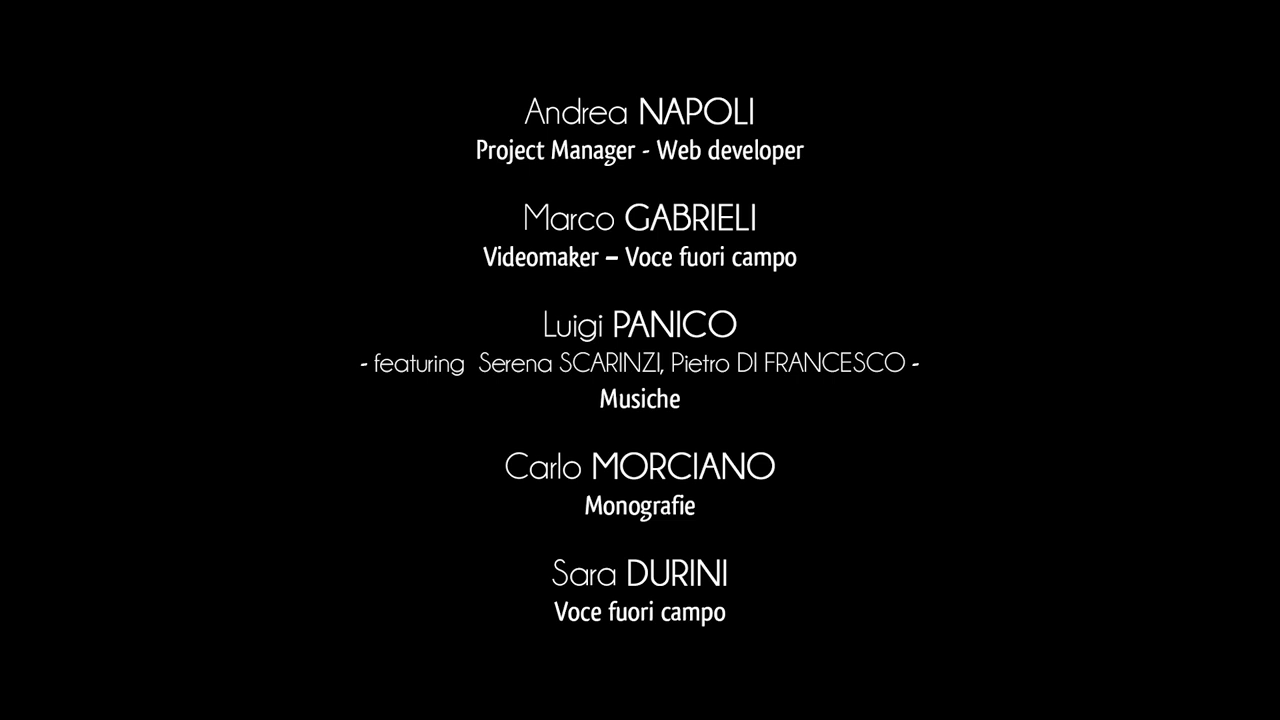 Andrea NAPOLI
Project Manager - Web developer
Marco GABRIELI
Videomaker – Voce fuori campo
Luigi PANICO
- featuring Serena SCARINZI, Pietro DI FRANCESCO -
Musiche
Carlo MORCIANO
Monografie
Sara DURINI
Voce fuori campo